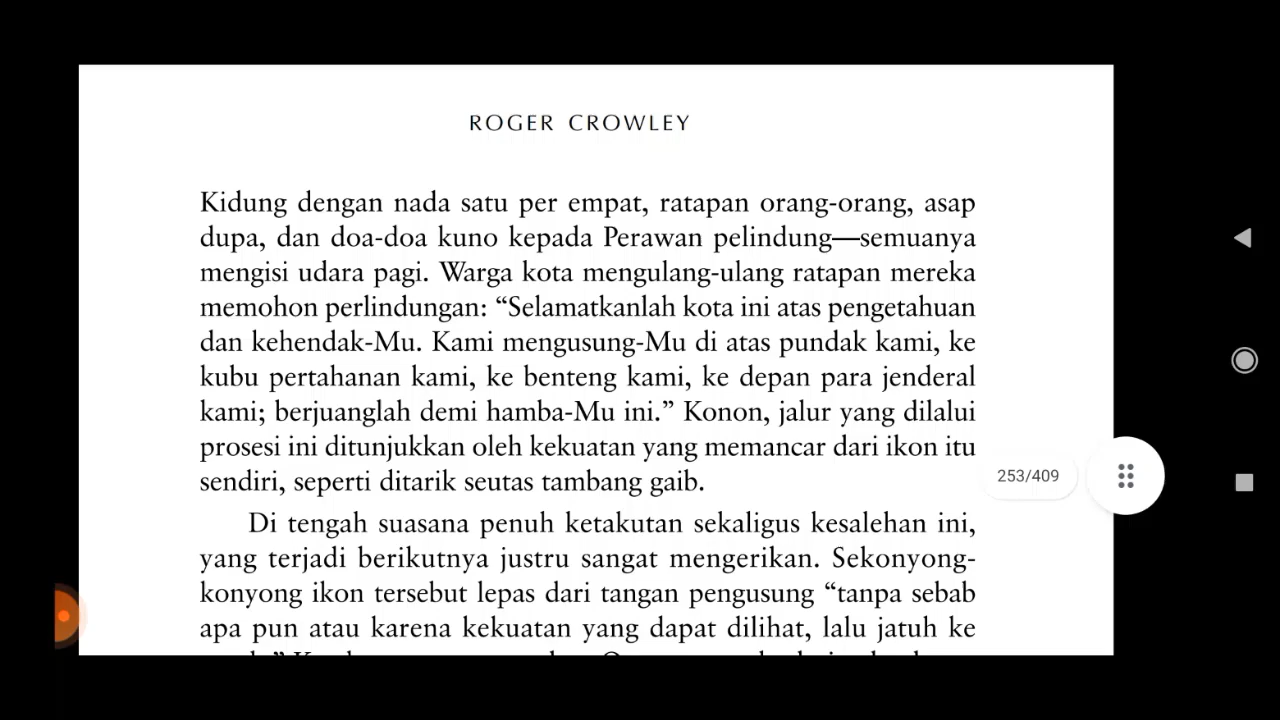 ROGER CROWLEY
Kidung dengan nada satu per empat, ratapan orang-orang, asap
dupa, dan doa-doa kuno kepada Perawan pelindung—semuanya
mengisi udara pagi. Warga kota mengulang-ulang ratapan mereka
memohon perlindungan: “Selamatkanlah kota ini atas pengetahuan
dan kehendak-Mu. Kami mengusung-Mu di atas pundak kami, ke
kubu pertahanan kami, ke benteng kami, ke depan para jenderal
kami; berjuanglah demi hamba-Mu ini.” Konon, jalur yang dilalui
prosesi ini ditunjukkan oleh kekuatan yang memancar dari ikon itu
sendiri, seperti ditarik seutas tambang gaib.
253/409
Di tengah suasana penuh ketakutan sekaligus kesalehan ini,
yang terjadi berikutnya justru sangat mengerikan. Sekonyong-
konyong ikon tersebut lepas dari tangan pengusung “tanpa sebab
apa pun atau karena kekuatan yang dapat dilihat, lalu jatuh ke